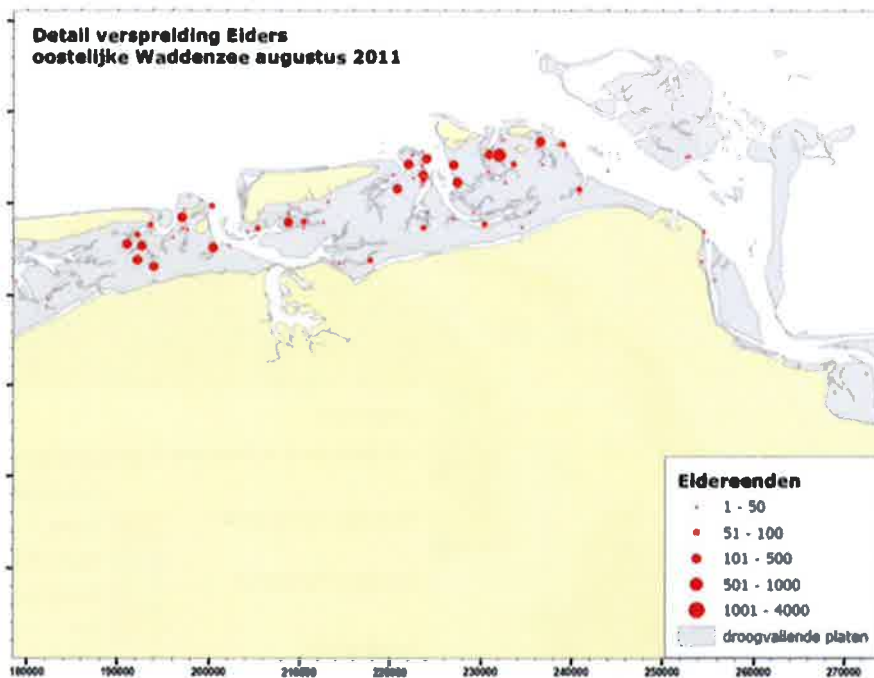 Detail verspreiding Eiders
oostelijke Waddenzee augustus 2011
Eidereenden
1 - 50
51 - 100
101 - 500
501 - 1000
1001 - 4000
droogvallende platen
180000 190000 200000 210000 220000 230000 240000 250000 260000 270000